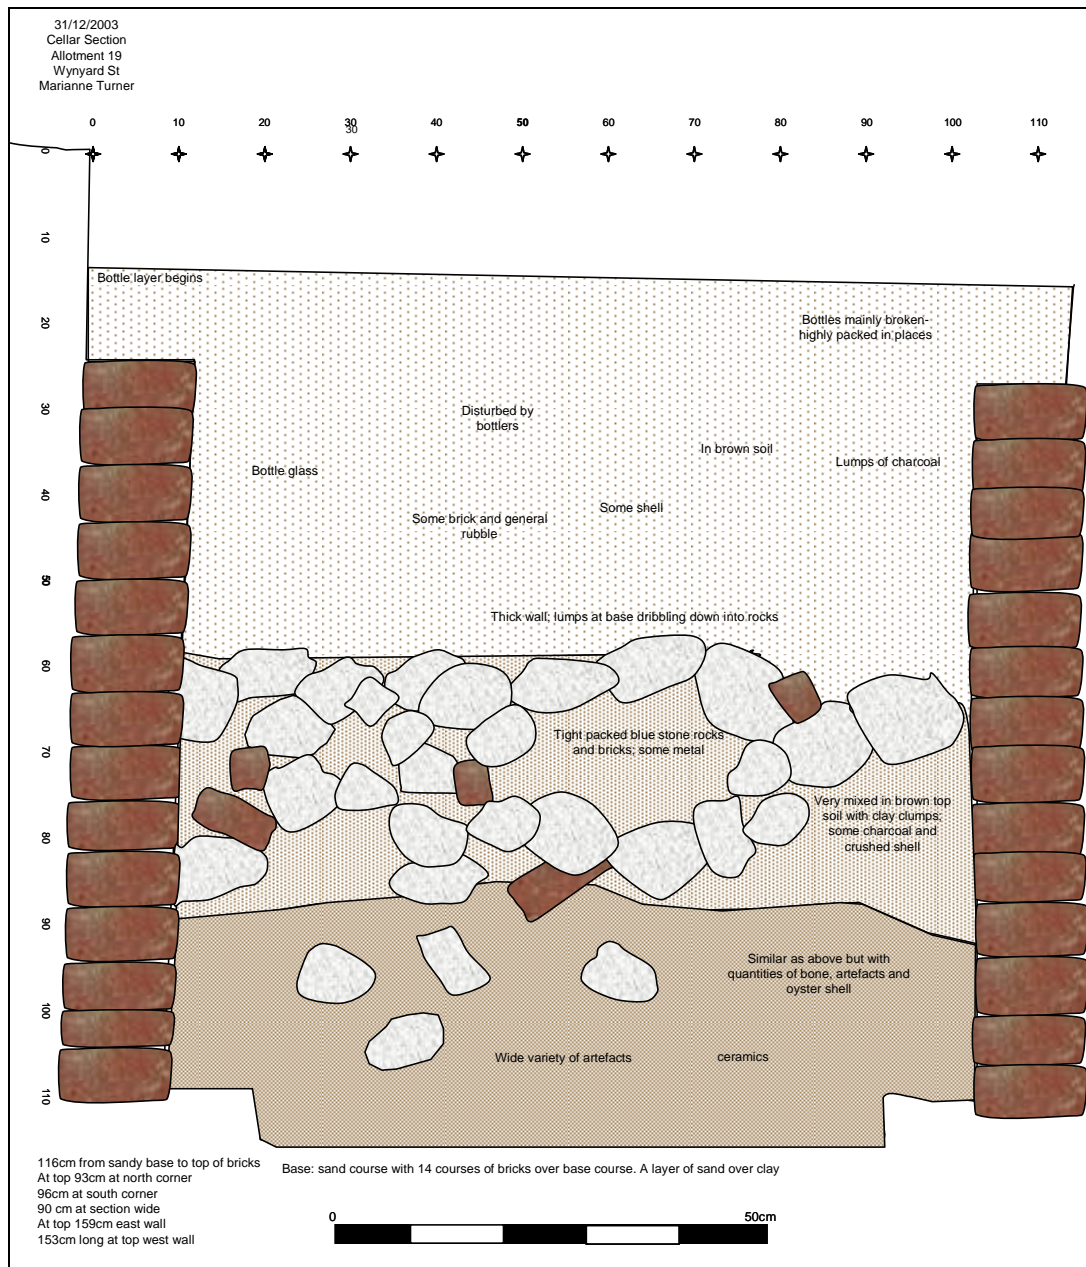 31/12/2003
Cellar Section
Allotment 19
Wynyard St
Marianne Turner
0 10 20 30 40 50 60 70 80 90 100 110
30
0
10
20
30
40
50
60
70
80
90
100
110
Bottle layer begins
Bottles mainly broken-
highly packed in places
Disturbed by
bottlers
In brown soil
Lumps of charcoal
Bottle glass
Some shell
Some brick and general
rubble
Thick wall; lumps at base dribbling down into rocks
Tight packed blue stone rocks
and bricks; some metal
Very mixed in brown top
soil with clay clumps;
some charcoal and
crushed shell
Similar as above but with
quantities of bone, artefacts and
oyster shell
Wide variety of artefacts
ceramics
116cm from sandy base to top of bricks
At top 93cm at north corner
96cm at south corner
90 cm at section wide
At top 159cm east wall
153cm long at top west wall
Base: sand course with 14 courses of bricks over base course. A layer of sand over clay
0 50cm